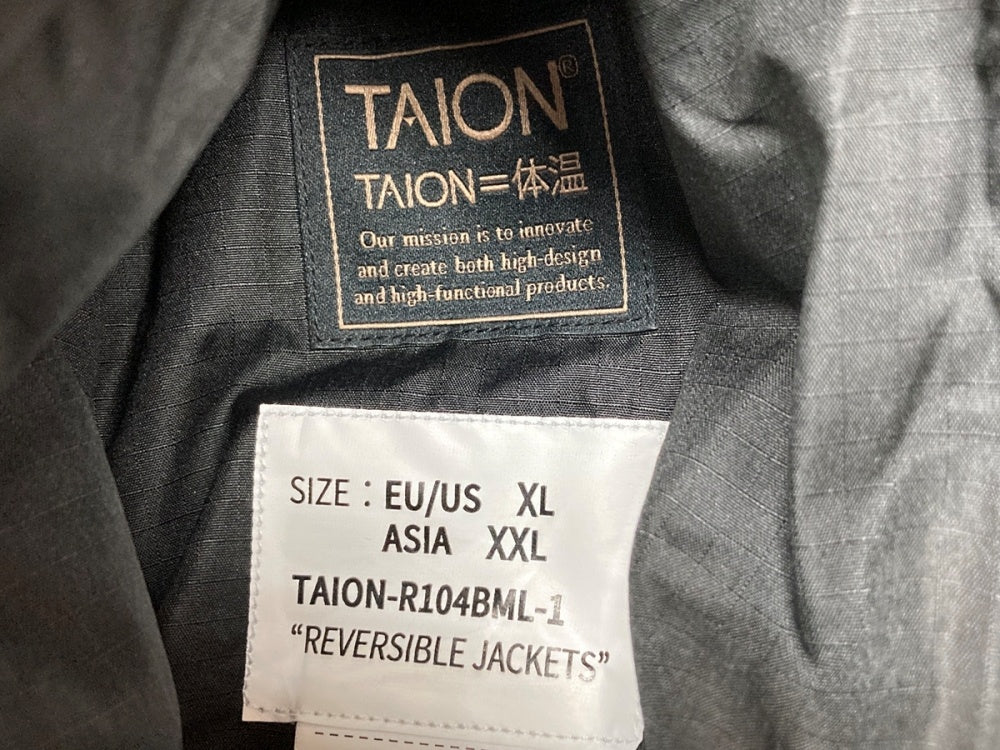 TAION®
TAION=体温
Our mission is to innovate
and create both high-design
and high-functional products.
SIZE : EU/US XL
ASIA XXL
TAION-R104BML-1
“REVERSIBLE JACKETS”